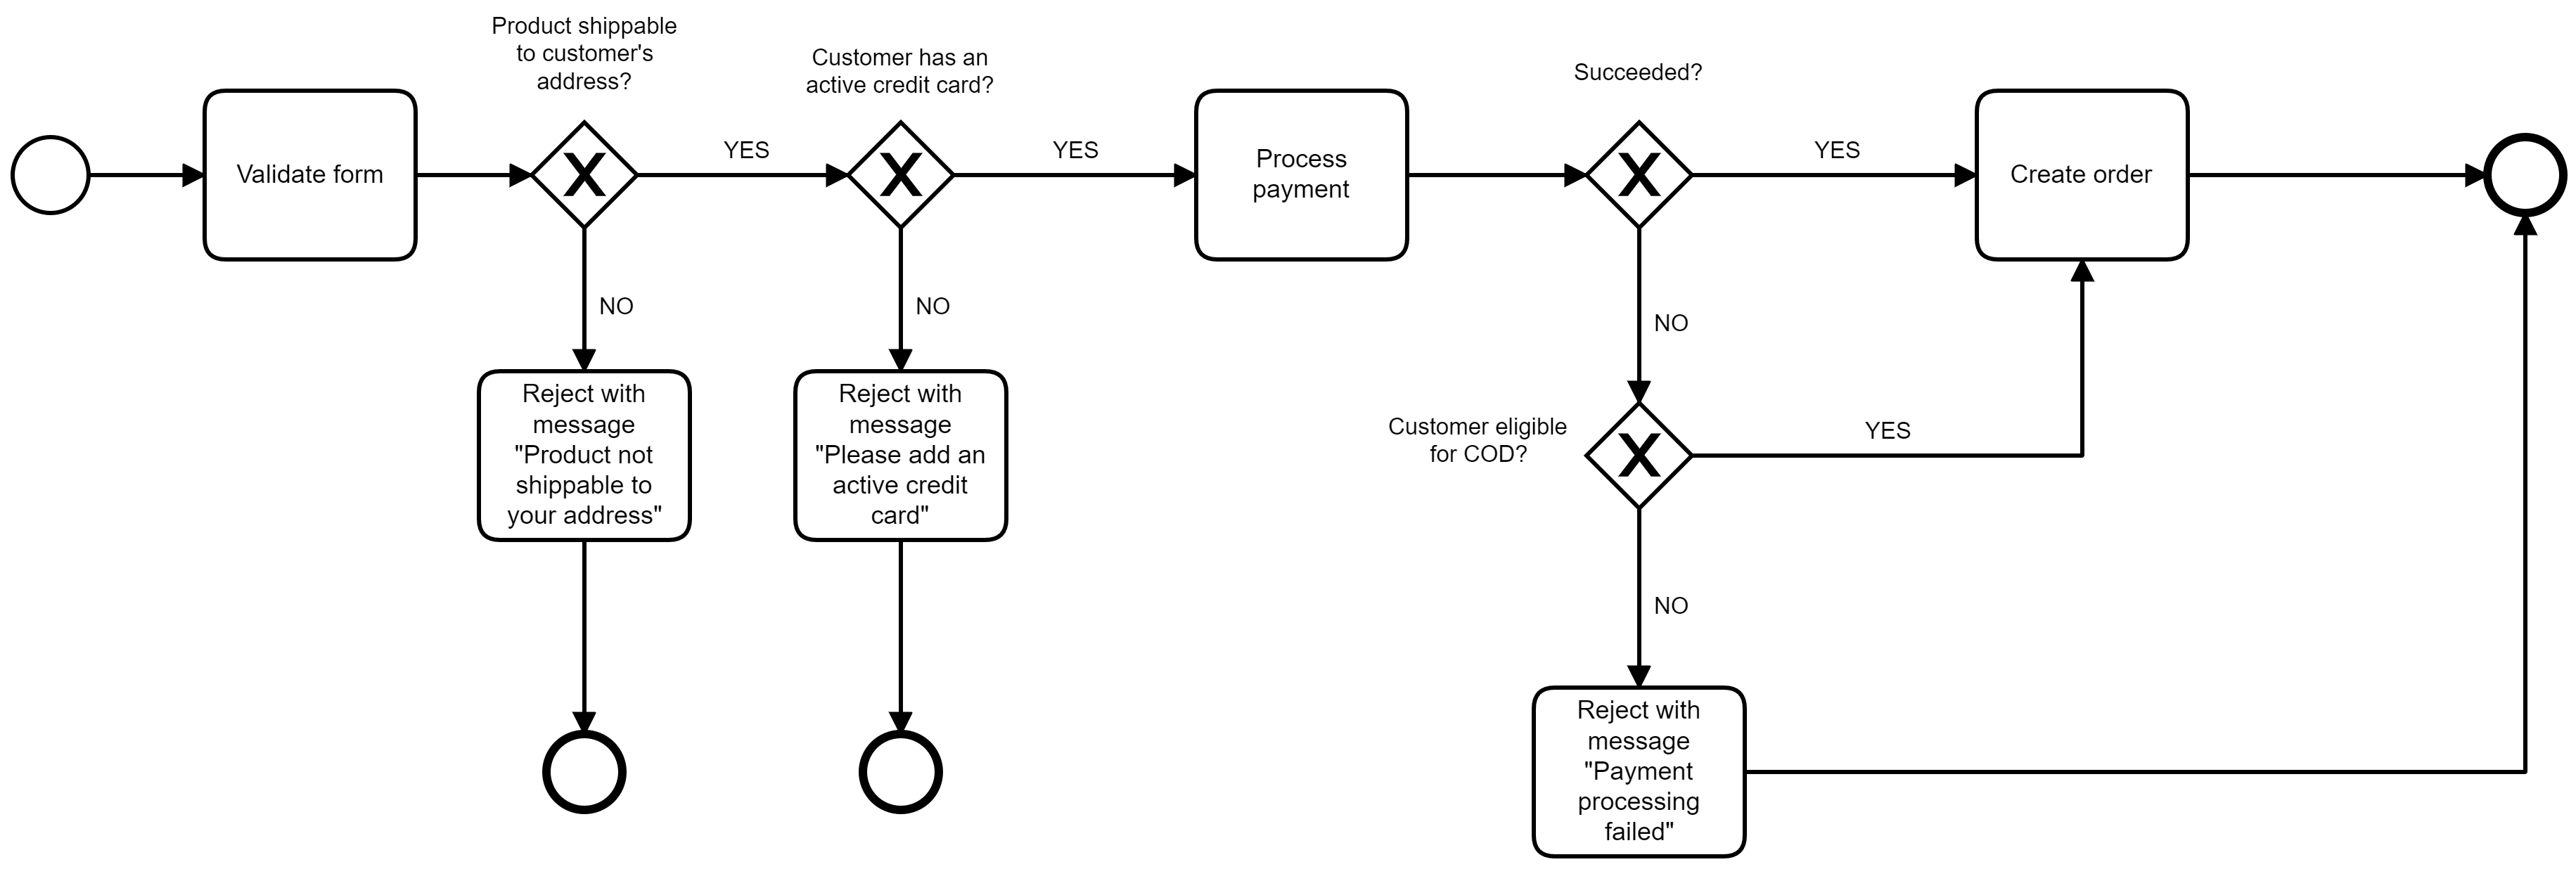 Product shippable
to customer's
address?
Customer has an
active credit card?
Succeeded?
Validate form
X
YES
X
YES
Process
payment
X
YES
Create order
NO
NO
NO
Reject with
message
"Product not
shippable to
your address"
Reject with
message
"Please add an
active credit
card"
Customer eligible
for COD?
X
YES
NO
Reject with
message
"Payment
processing
failed"